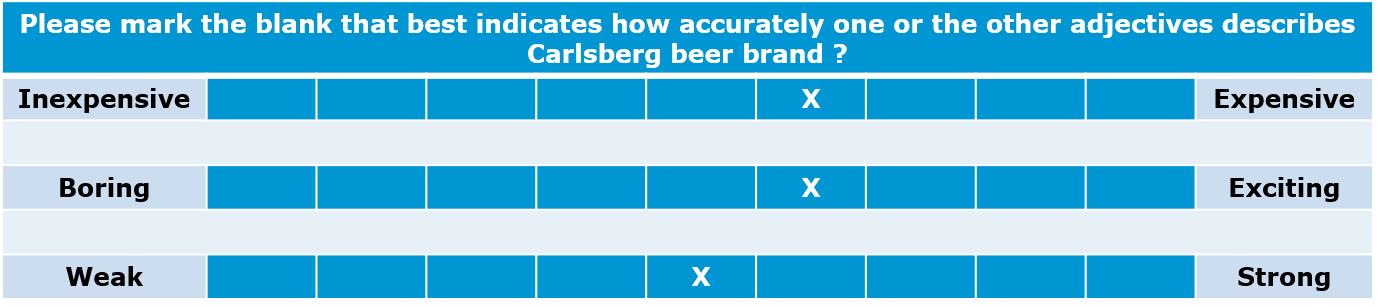 Please mark the blank that best indicates how accurately one or the other adjectives describes
Carlsberg beer brand ?
Inexpensive X Expensive
Boring X Exciting
Weak X Strong